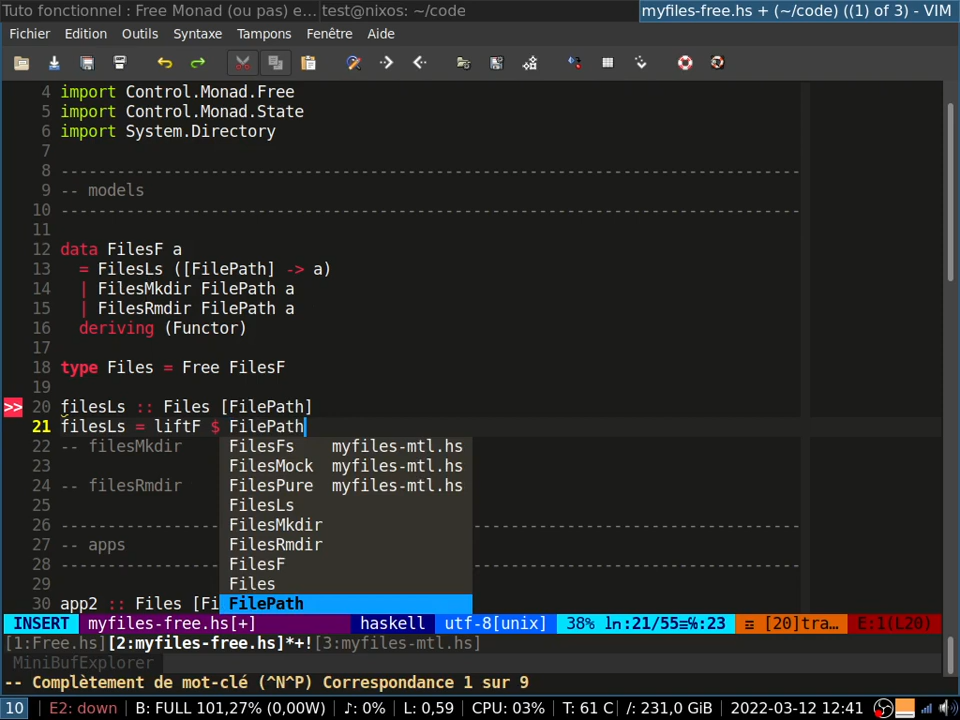 Tuto fonctionnel : Free Monad (ou pas) e... test@nixos: ~/code myfiles-free.hs + (~/code) ((1) of 3) - VIM
Fichier Edition Outils Syntaxe Tampons Fenêtre Aide
4 import Control.Monad.Free
5 import Control.Monad.State
6 import System.Directory
7
8 -------------------------------------------------------------------------------
9 -- models
10 -------------------------------------------------------------------------------
11
12 data FilesF a
13   = FilesLs ([FilePath] -> a)
14   | FilesMkdir FilePath a
15   | FilesRmdir FilePath a
16   deriving (Functor)
17
18 type Files = Free FilesF
19
>> 20 filesLs :: Files [FilePath]
21 filesLs = liftF $ FilePath
22 -- filesMkdir FilesFs myfiles-mtl.hs
23 FilesMock myfiles-mtl.hs
24 -- filesRmdir FilesPure myfiles-mtl.hs
25 FilesLs
26 ----------------- FilesMkdir -----------------------------------
27 -- apps FilesRmdir
28 ----------------- FilesF -----------------------------------
29 Files
30 app2 :: Files [Fi FilePath
INSERT myfiles-free.hs[+] haskell utf-8[unix] 38% ln:21/55≡℅:23 ☲ [20]tra… E:1(L20)
[1:Free.hs][2:myfiles-free.hs]*+![3:myfiles-mtl.hs]
MiniBufExplorer
-- Complètement de mot-clé (^N^P) Correspondance 1 sur 9
10 E2: down B: FULL 101,27% (0,00W) ♪: 0% L: 0,59 CPU: 03% T: 61 C /: 231,0 GiB 2022-03-12 12:41